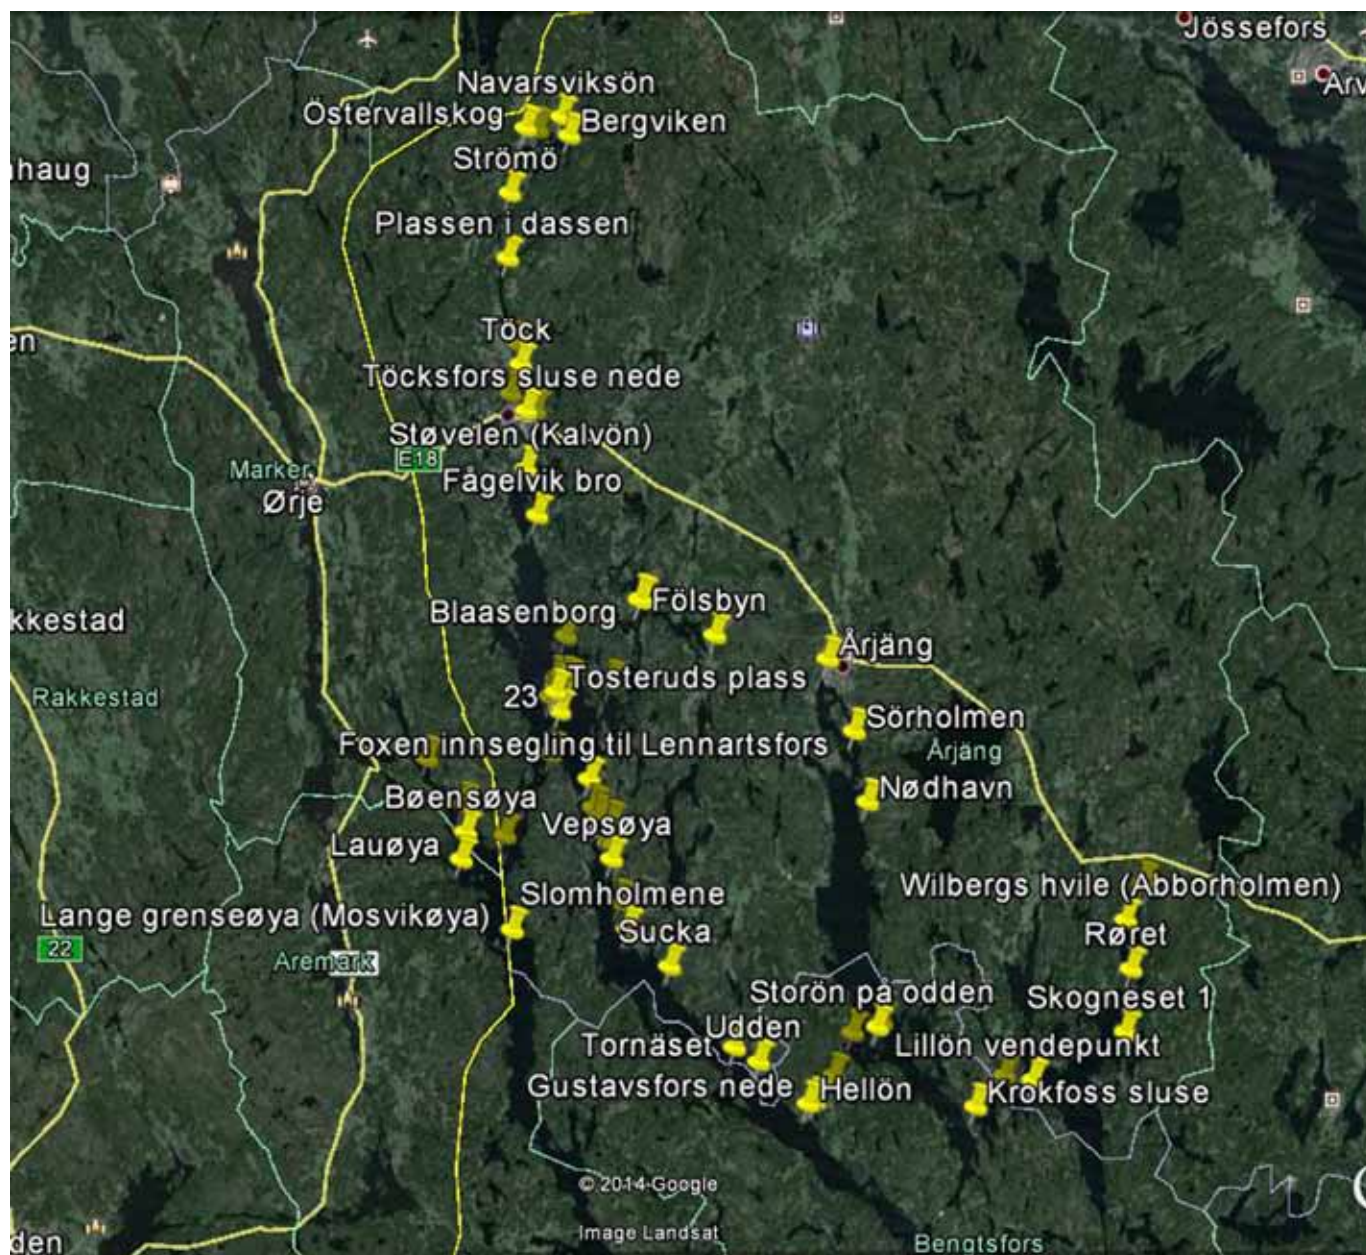 Jössefors
Navarsviksön
Arv
Östervallskog
Bergviken
Strömö
nhaug
Plassen i dassen
Töck
en
Töcksfors sluse nede
Støvelen (Kalvön)
E18
Marker
Fågelvik bro
Ørje
Fölsbyn
Blaasenborg
kkestad
Årjäng
Tosteruds plass
23
Rakkestad
Sörholmen
Foxen innsegling til Lennartsfors
Årjäng
Nødhavn
Bøensøya
Vepsøya
Lauøya
Wilbergs hvile (Abborholmen)
Slomholmene
Lange grenseøya (Mosvikøya)
Sucka
Røret
22
Aremark
Storön på odden
Skogneset 1
Udden
Tornäset
Lillön vendepunkt
Gustavsfors nede
Hellön
Krokfoss sluse
© 2014 Google
Image Landsat
den
Bengtsfors